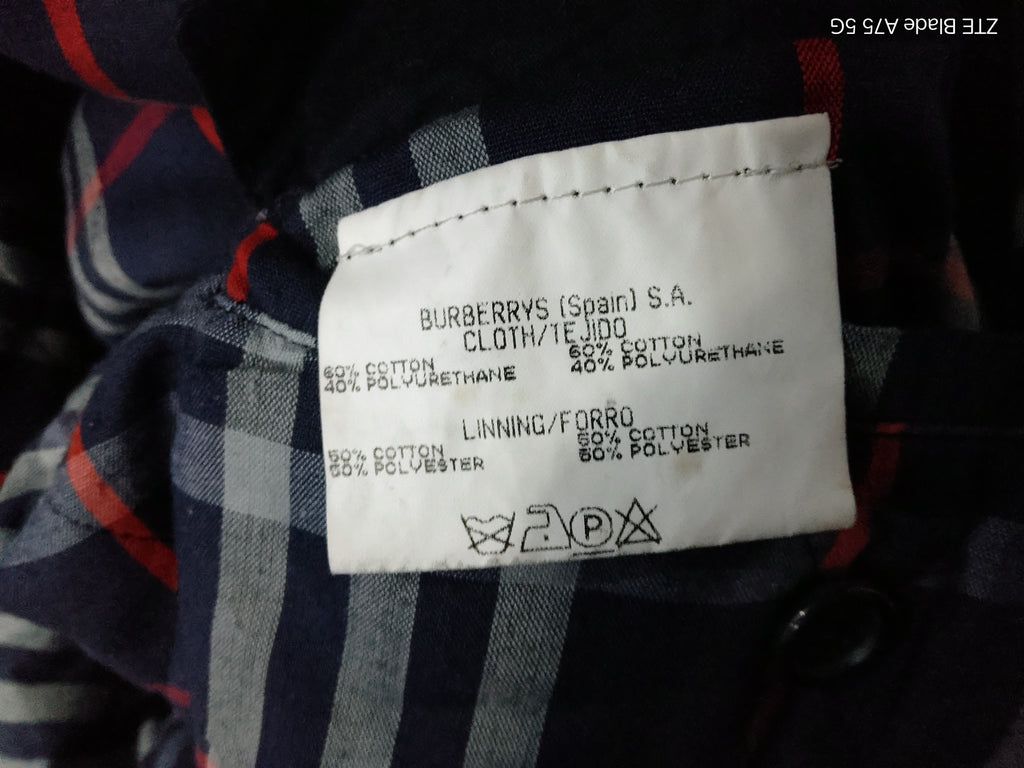 ZTE Blade A75 5G
BURBERRYS (Spain) S.A.
CLOTH/TEJIDO
60% COTTON
40% POLYURETHANE
60% COTTON
40% POLYURETHANE
LINNING/FORRO
50% COTTON
50% POLYESTER
50% COTTON
50% POLYESTER
P